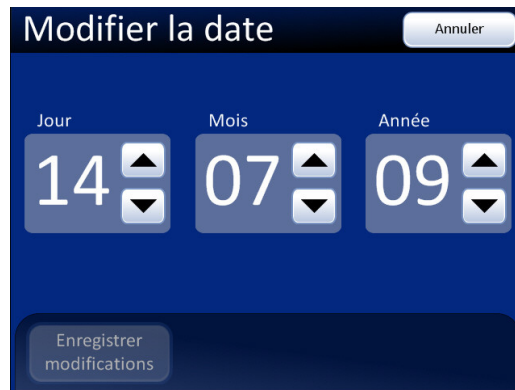 Modifier la date
Annuler
Jour
Mois
Année
14
07
09
Enregistrer
modifications